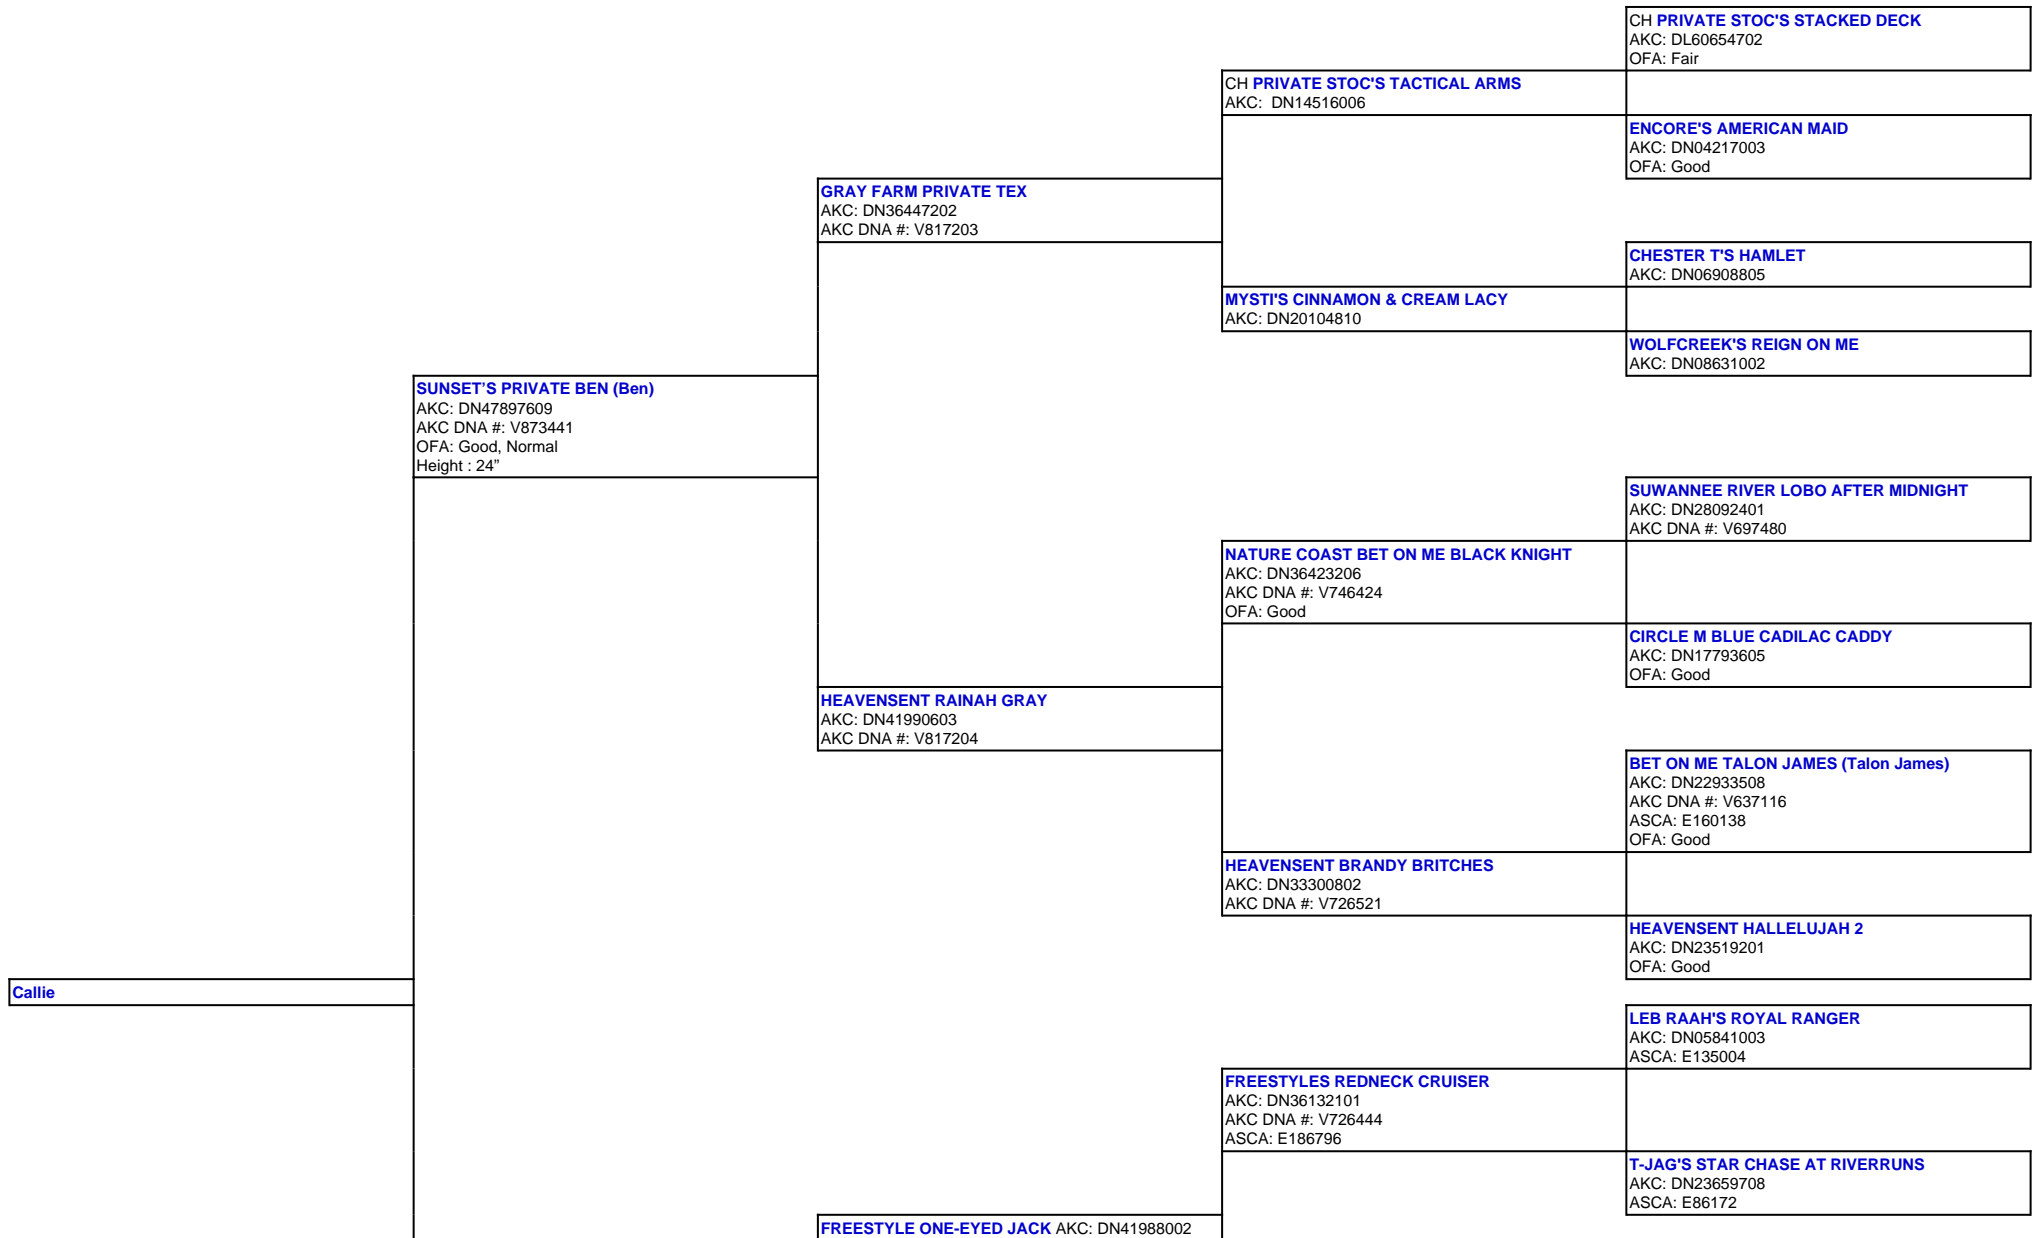 CH PRIVATE STOC'S STACKED DECK
AKC: DL60654702
OFA: Fair
CH PRIVATE STOC'S TACTICAL ARMS
AKC: DN14516006
ENCORE'S AMERICAN MAID
AKC: DN04217003
OFA: Good
GRAY FARM PRIVATE TEX
AKC: DN36447202
AKC DNA #: V817203
CHESTER T'S HAMLET
AKC: DN06908805
MYSTI'S CINNAMON & CREAM LACY
AKC: DN20104810
WOLFCREEK'S REIGN ON ME
AKC: DN08631002
SUNSET’S PRIVATE BEN (Ben)
AKC: DN47897609
AKC DNA #: V873441
OFA: Good, Normal
Height : 24”
SUWANNEE RIVER LOBO AFTER MIDNIGHT
AKC: DN28092401
AKC DNA #: V697480
NATURE COAST BET ON ME BLACK KNIGHT
AKC: DN36423206
AKC DNA #: V746424
OFA: Good
CIRCLE M BLUE CADILAC CADDY
AKC: DN17793605
OFA: Good
HEAVENSENT RAINAH GRAY
AKC: DN41990603
AKC DNA #: V817204
BET ON ME TALON JAMES (Talon James)
AKC: DN22933508
AKC DNA #: V637116
ASCA: E160138
OFA: Good
HEAVENSENT BRANDY BRITCHES
AKC: DN33300802
AKC DNA #: V726521
HEAVENSENT HALLELUJAH 2
AKC: DN23519201
OFA: Good
Callie
LEB RAAH'S ROYAL RANGER
AKC: DN05841003
ASCA: E135004
FREESTYLES REDNECK CRUISER
AKC: DN36132101
AKC DNA #: V726444
ASCA: E186796
T-JAG'S STAR CHASE AT RIVERRUNS
AKC: DN23659708
ASCA: E86172
FREESTYLE ONE-EYED JACK AKC: DN41988002